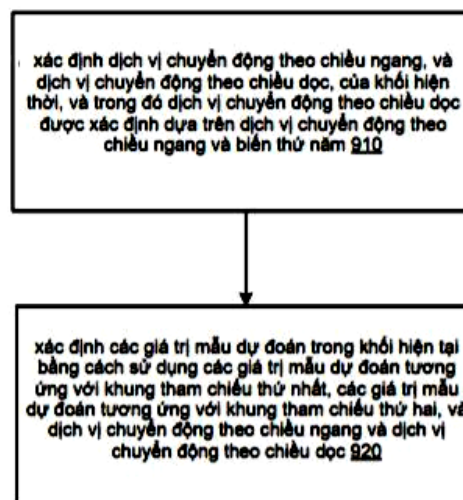 xác định dịch vị chuyển động theo chiều ngang, và
dịch vị chuyển động theo chiều dọc, của khối hiện
thời, và trong đó dịch vị chuyển động theo chiều dọc
được xác định dựa trên dịch vị chuyển động theo
chiều ngang và biến thứ năm 910
xác định các giá trị mẫu dự đoán trong khối hiện tại
bằng cách sử dụng các giá trị mẫu dự đoán tương
ứng với khung tham chiếu thứ nhất, các giá trị mẫu
dự đoán tương ứng với khung tham chiếu thứ hai, và
dịch vị chuyển động theo chiều ngang và dịch vị
chuyển động theo chiều dọc 920